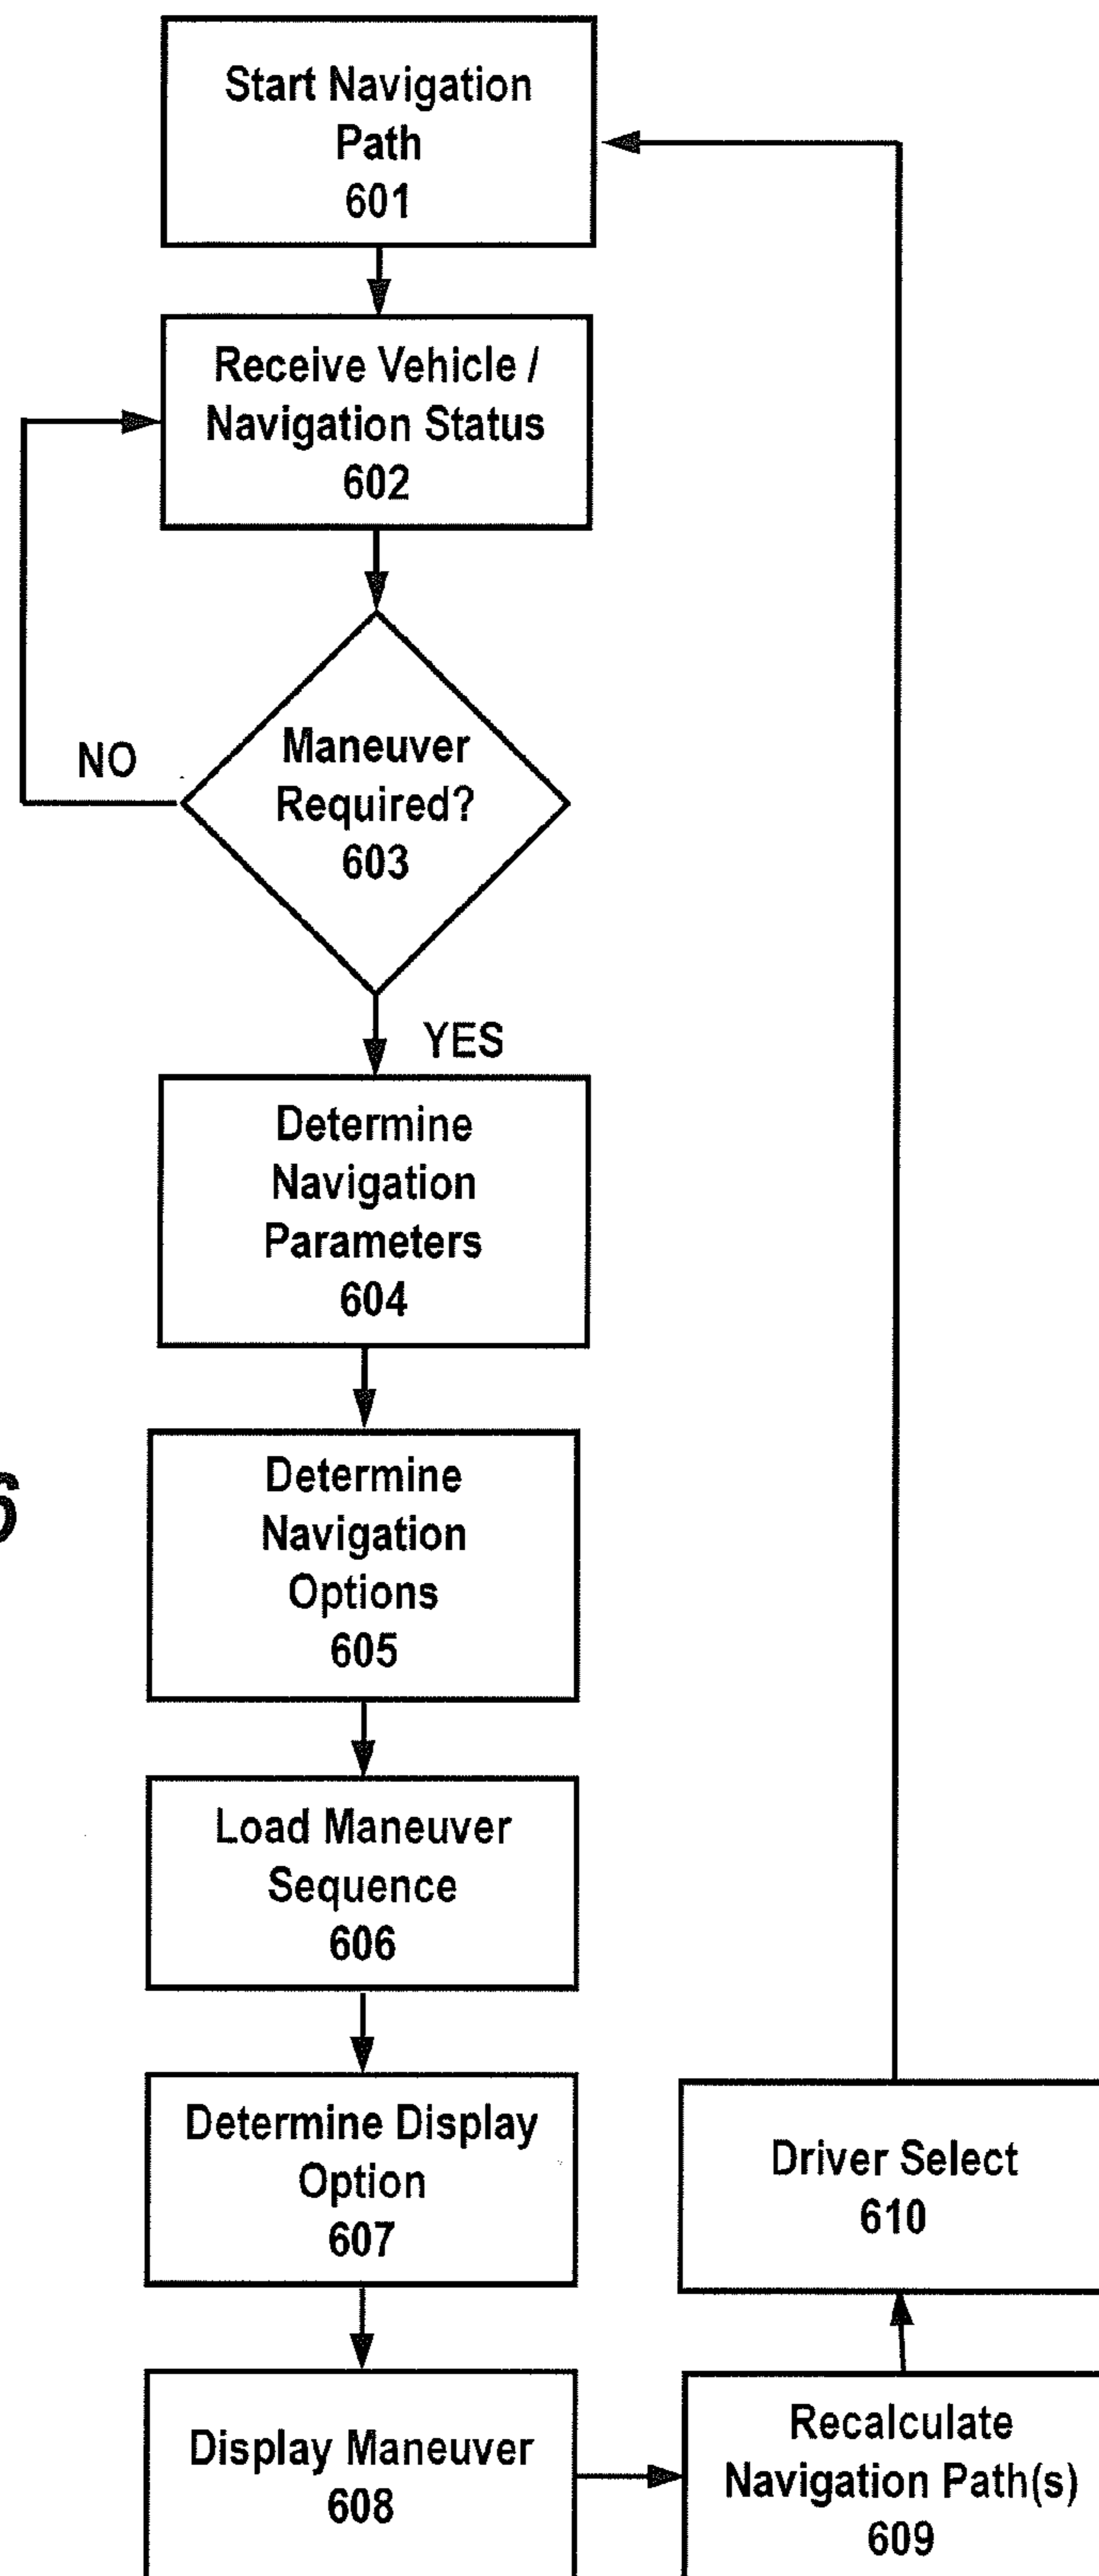 Start Navigation
Path
601
Receive Vehicle /
Navigation Status
602
Maneuver
Required?
603
NO
YES
Determine
Navigation
Parameters
604
Determine
Navigation
Options
605
6
Load Maneuver
Sequence
606
Determine Display
Option
607
Display Maneuver
608
Driver Select
610
Recalculate
Navigation Path(s)
609